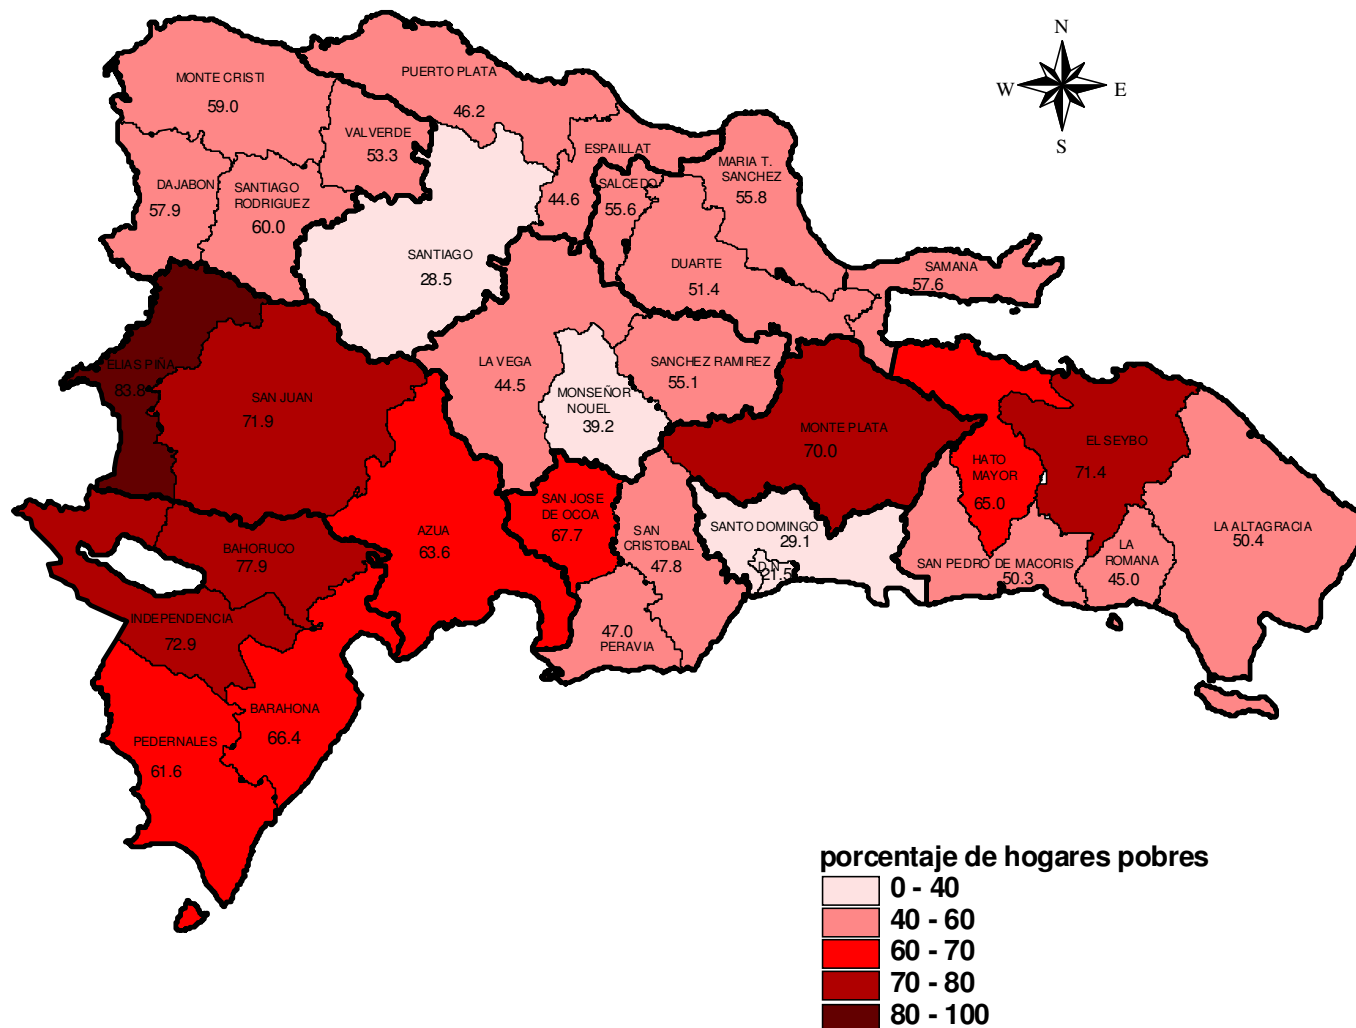 N
W
E
S
MONTE CRISTI
59.0
PUERTO PLATA
46.2
VALVERDE
53.3
ESPAILLAT
44.6
MARIA T.
SANCHEZ
55.8
DAJABON
57.9
SANTIAGO
RODRIGUEZ
60.0
SALCEDO
55.6
SANTIAGO
28.5
DUARTE
51.4
SAMANA
57.6
ELIAS PIÑA
83.8
SAN JUAN
71.9
LA VEGA
44.5
MONSEÑOR
NOUEL
39.2
SANCHEZ RAMIREZ
55.1
MONTE PLATA
70.0
HATO
MAYOR
65.0
EL SEYBO
71.4
LA ALTAGRACIA
50.4
AZUA
63.6
SAN JOSE
DE OCOA
67.7
SAN
CRISTOBAL
47.8
SANTO DOMINGO
29.1
D.N
21.5
SAN PEDRO DE MACORIS
50.3
LA
ROMANA
45.0
BAHORUCO
77.9
INDEPENDENCIA
72.9
47.0
PERAVIA
BARAHONA
66.4
PEDERNALES
61.6
porcentaje de hogares pobres
0 - 40
40 - 60
60 - 70
70 - 80
80 - 100